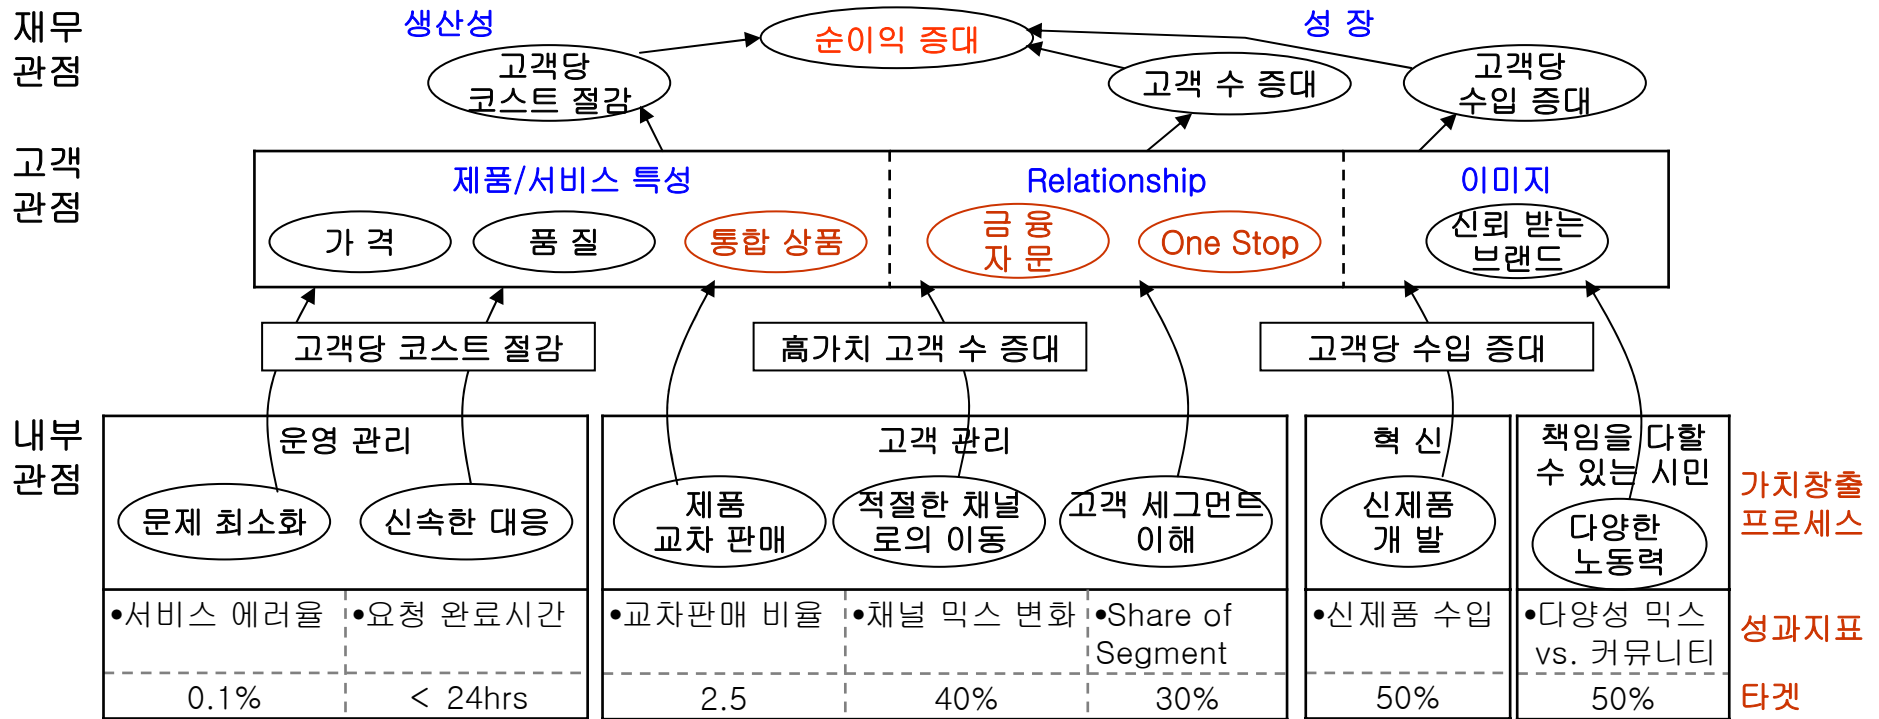 재무
관점
생산성
순이익 증대
성 장
고객당
코스트 절감
고객 수 증대
고객당
수입 증대
고객
관점
제품/서비스 특성
Relationship
이미지
가 격
품 질
통합 상품
금 융
자 문
One Stop
신뢰 받는
브랜드
고객당 코스트 절감
高가치 고객 수 증대
고객당 수입 증대
내부
관점
운영 관리
고객 관리
혁 신
책임을 다할
수 있는 시민
문제 최소화
신속한 대응
제품
교차 판매
적절한 채널
로의 이동
고객 세그먼트
이해
신제품
개 발
다양한
노동력
가치창출
프로세스
•서비스 에러율
•요청 완료시간
•교차판매 비율
•채널 믹스 변화
•Share of
Segment
•신제품 수입
•다양성 믹스
vs. 커뮤니티
성과지표
0.1%
< 24hrs
2.5
40%
30%
50%
50%
타겟